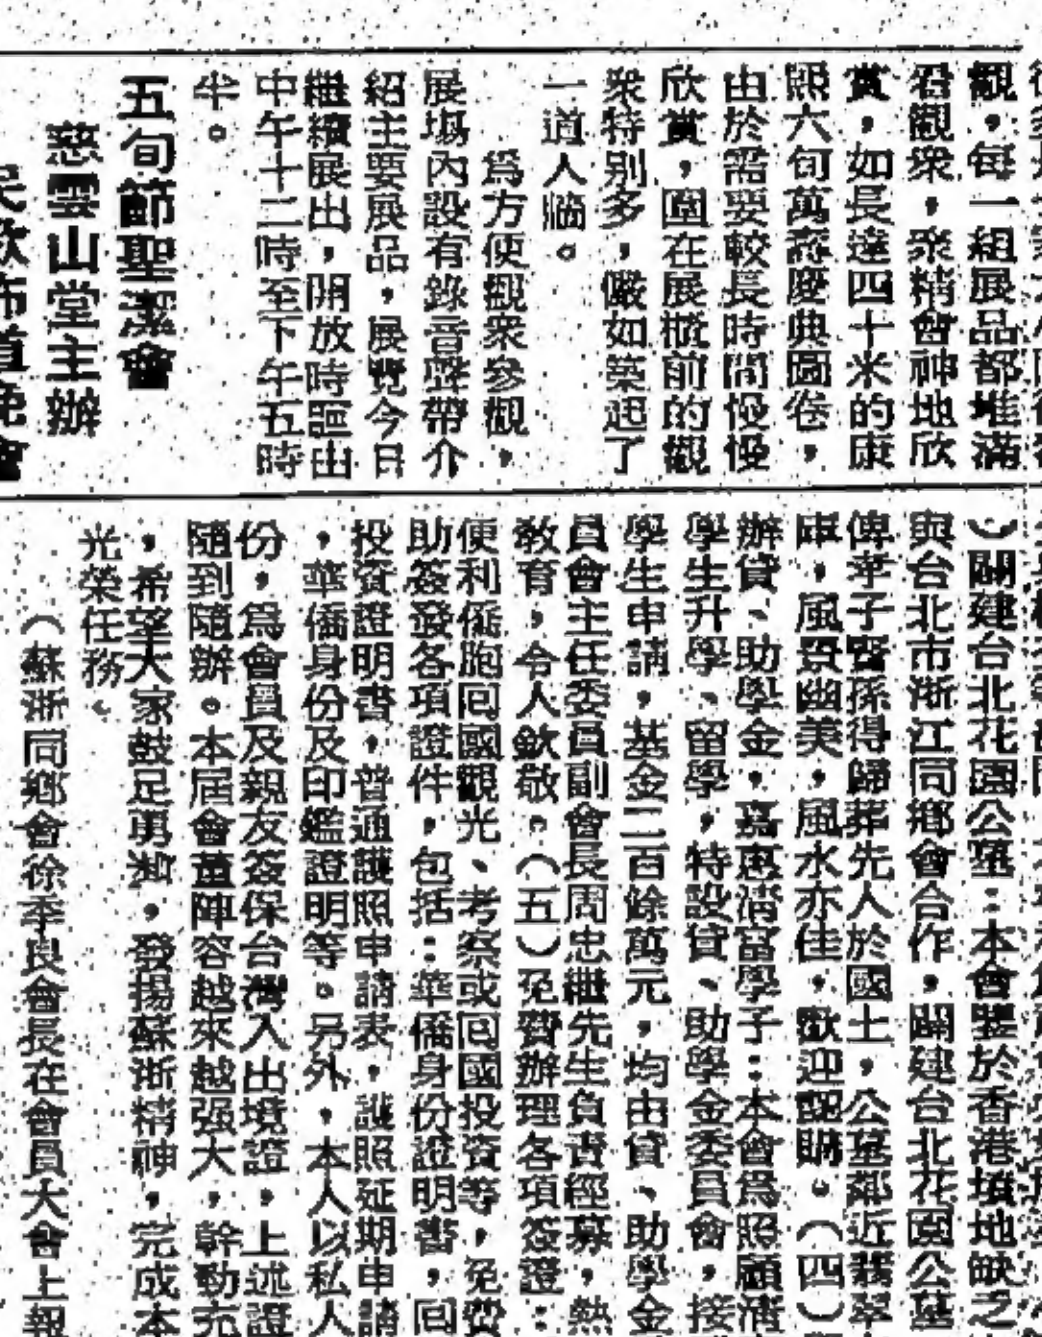 觀，每一組展品都堆滿
君觀衆，衆精會神地欣
賞，如長達四十米的康
熙六旬萬壽慶典圖卷，
由於需要較長時間慢慢
欣賞，圍在展櫃前的觀
衆特別多，儼如築起了
一道人牆。
爲方便觀衆參觀，
展塲內設有錄音聲帶介
紹主要展品，展覽今日
繼續展出，開放時間由
中午十二時至下午五時
半。
五旬節聖潔會
慈雲山堂主辦
）闢建台北花園公墓：本會鑒於香港墳地缺乏
與台北市浙江同鄉會合作，闢建台北花園公墓
俾孝子賢孫得歸葬先人於國土，公墓鄰近翡翠
庫，風景幽美，風水亦佳，歡迎認購。（四）
辦貸、助學金，嘉惠清富學子：本會爲照顧清
學生升學、留學，特設貸、助學金委員會，接
學生申請，基金二百餘萬元，均由貸、助學金
員會主任委員副會長周忠繼先生負責經募，熱
教育，令人欽敬。（五）免費辦理各項簽證：
便利僑胞回國觀光、考察或回國投資等，免費
助簽發各項證件，包括：華僑身份證明書，回
投資證明書，普通護照申請表，護照延期申請
，華僑身份及印鑑證明等。另外，本人以私人
份，爲會員及親友簽保台灣入出境證，上述證
隨到隨辦。本屆會董陣容越來越强大，幹勁充
，希望大家鼓足勇氣，發揚蘇浙精神，完成本
光榮任務。
（蘇浙同鄉會徐季良會長在會員大會上報